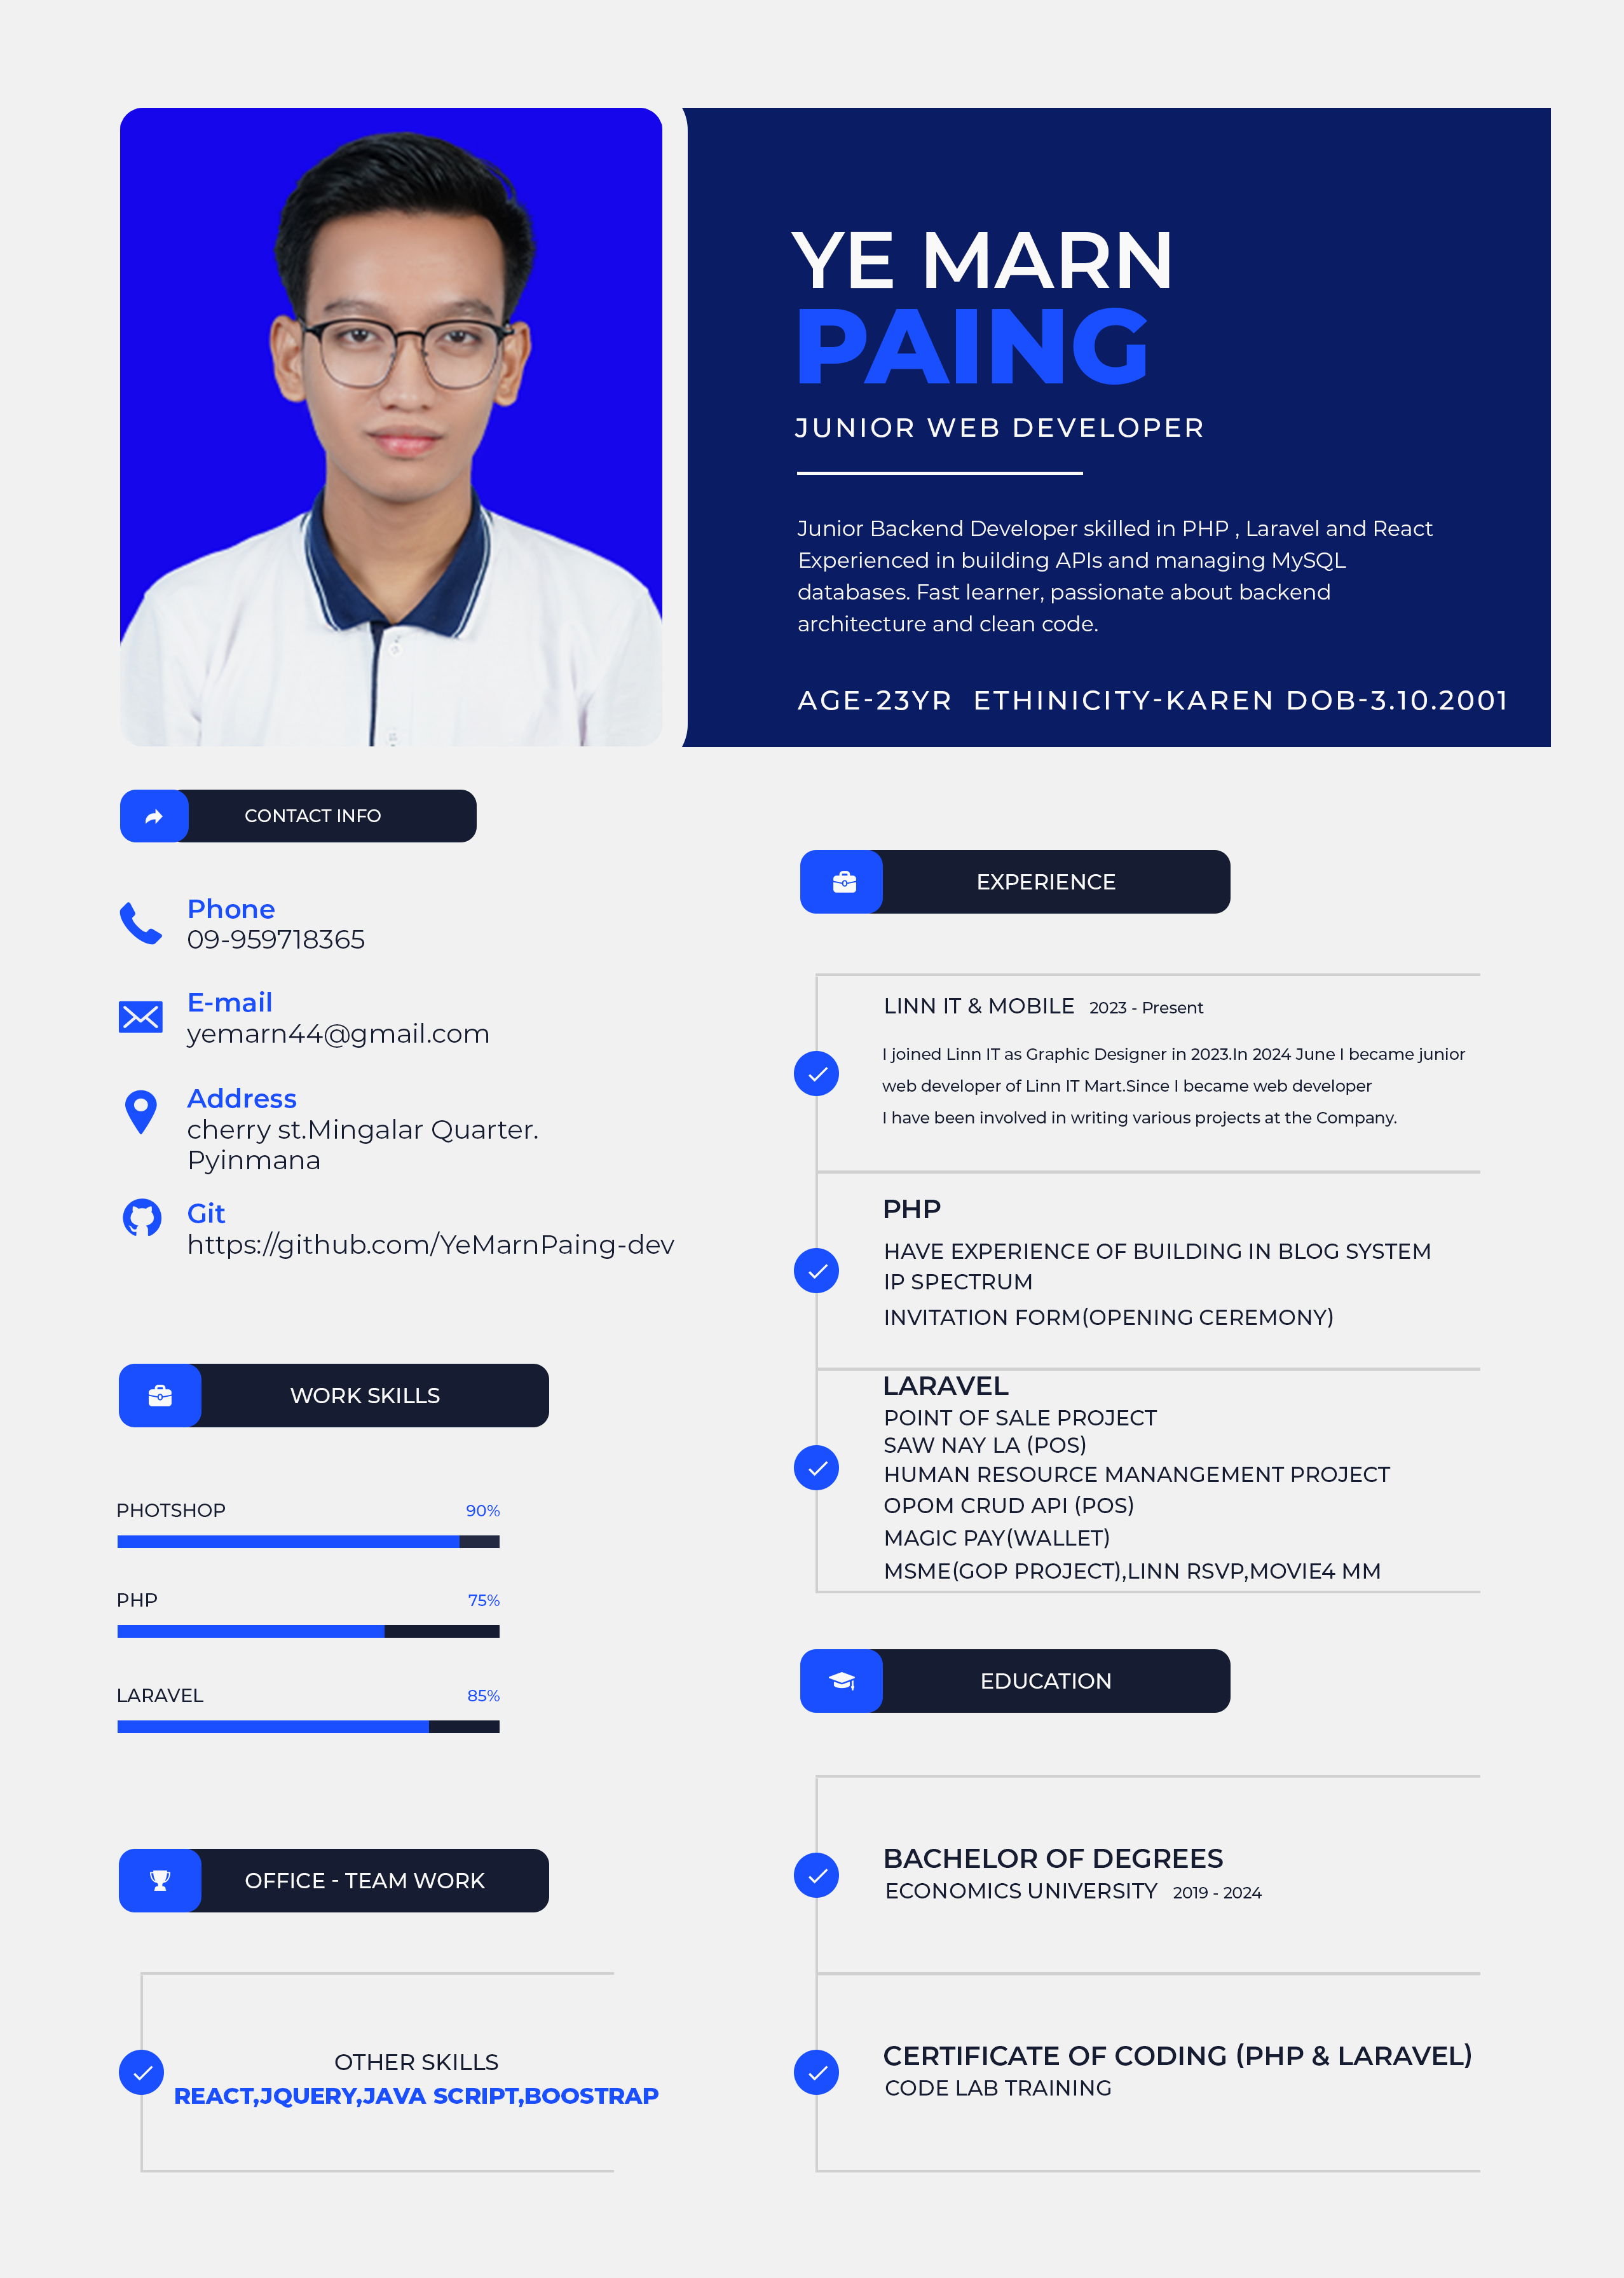 YE MARN
PAING
JUNIOR WEB DEVELOPER
Junior Backend Developer skilled in PHP , Laravel and React
Experienced in building APIs and managing MySQL
databases. Fast learner, passionate about backend
architecture and clean code.
AGE-23YR ETHINICITY-KAREN DOB-3.10.2001
CONTACT INFO
Phone
09-959718365
E-mail
yemarn44@gmail.com
Address
cherry st.Mingalar Quarter.
Pyinmana
Git
https://github.com/YeMarnPaing-dev
WORK SKILLS
PHOTSHOP 90%
PHP 75%
LARAVEL 85%
OFFICE - TEAM WORK
OTHER SKILLS
REACT,JQUERY,JAVA SCRIPT,BOOSTRAP
EXPERIENCE
LINN IT & MOBILE 2023 - Present
I joined Linn IT as Graphic Designer in 2023.In 2024 June I became junior
web developer of Linn IT Mart.Since I became web developer
I have been involved in writing various projects at the Company.
PHP
HAVE EXPERIENCE OF BUILDING IN BLOG SYSTEM
IP SPECTRUM
INVITATION FORM(OPENING CEREMONY)
LARAVEL
POINT OF SALE PROJECT
SAW NAY LA (POS)
HUMAN RESOURCE MANANGEMENT PROJECT
OPOM CRUD API (POS)
MAGIC PAY(WALLET)
MSME(GOP PROJECT),LINN RSVP,MOVIE4 MM
EDUCATION
BACHELOR OF DEGREES
ECONOMICS UNIVERSITY 2019 - 2024
CERTIFICATE OF CODING (PHP & LARAVEL)
CODE LAB TRAINING